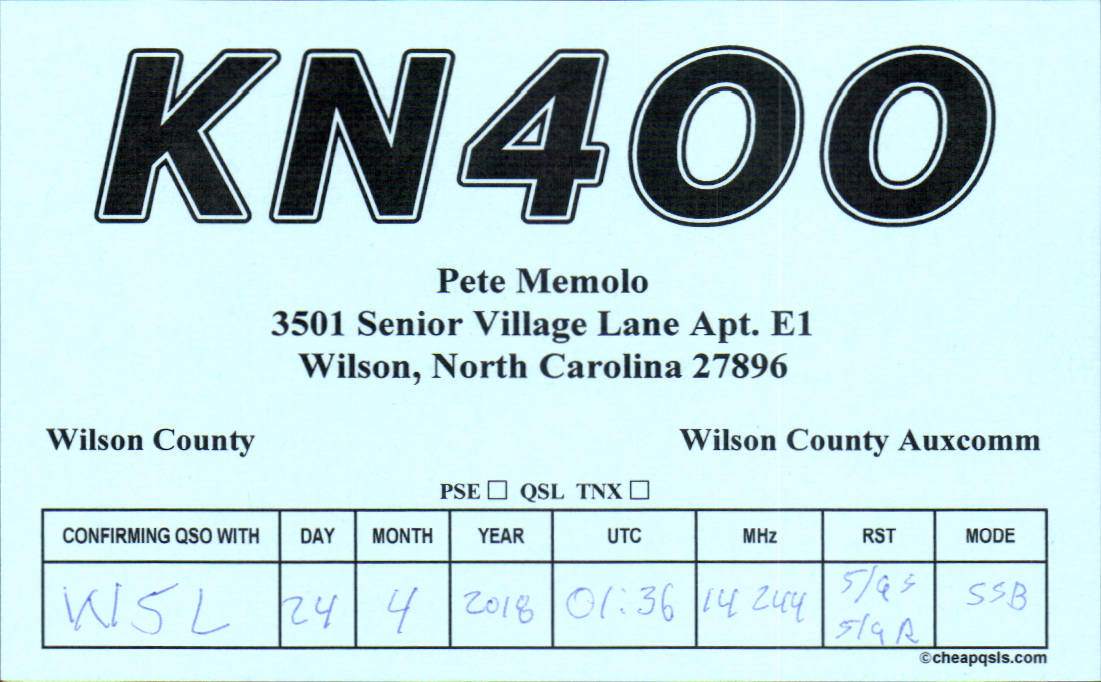 KN4OO
Pete Memolo
3501 Senior Village Lane Apt. E1
Wilson, North Carolina 27896
Wilson County Wilson County Auxcomm
PSE □ QSL TNX □
CONFIRMING QSO WITH DAY MONTH YEAR UTC MHz RST MODE
W5L 24 4 2018 01:36 14 244 5/9 S SSB
5/9 R
©cheapqsls.com